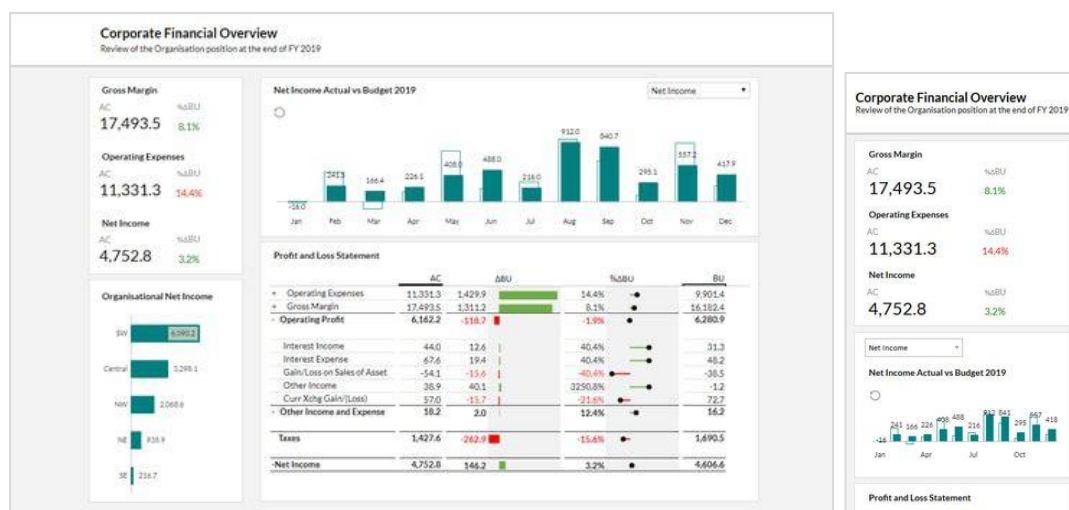 Corporate Financial Overview
Review of the Organisation position at the end of FY 2019
Gross Margin
AC %ΔBU
17,493.5 8.1%
Operating Expenses
AC %ΔBU
11,331.3 14.4%
Net Income
AC %ΔBU
4,752.8 3.2%
Organisational Net Income
SW 6,090.2
Central 3,298.1
NW 2,068.6
NE
SE 216.7
Net Income Actual vs Budget 2019
Net Income
912.0 840.7
408.0 488.0 557.2
241.3 166.4 226.1 216.0 295.1 417.9
-16.0
Jan Feb Mar Apr May Jun Jul Aug Sep Oct Nov Dec
Profit and Loss Statement
AC ΔBU %ΔBU BU
+ Operating Expenses 11,331.3 1,429.9 14.4% 9,901.4
+ Gross Margin 17,493.5 1,311.2 8.1% 16,182.4
- Operating Profit 6,162.2 -118.7 -1.9% 6,280.9
Interest Income 44.0 12.6 40.4% 31.3
Interest Expense 67.6 19.4 40.4% 48.2
Gain/Loss on Sales of Asset -54.1 -15.6 -40.4% -38.5
Other Income 38.9 40.1 3250.8% -1.2
Curr Xchg Gain/(Loss) 57.0 -15.7 -21.6% 72.7
- Other Income and Expense 18.2 2.0 12.4% 16.2
Taxes 1,427.6 -262.9 -15.6% 1,690.5
-Net Income 4,752.8 146.2 3.2% 4,606.6
Corporate Financial Overview
Review of the Organisation position at the end of FY 2019
Gross Margin
AC %ΔBU
17,493.5 8.1%
Operating Expenses
AC %ΔBU
11,331.3 14.4%
Net Income
AC %ΔBU
4,752.8 3.2%
Net Income
Net Income Actual vs Budget 2019
-16 241 166 226 408 488 216 912 841 295 557 418
Jan Apr Jul Oct
Profit and Loss Statement